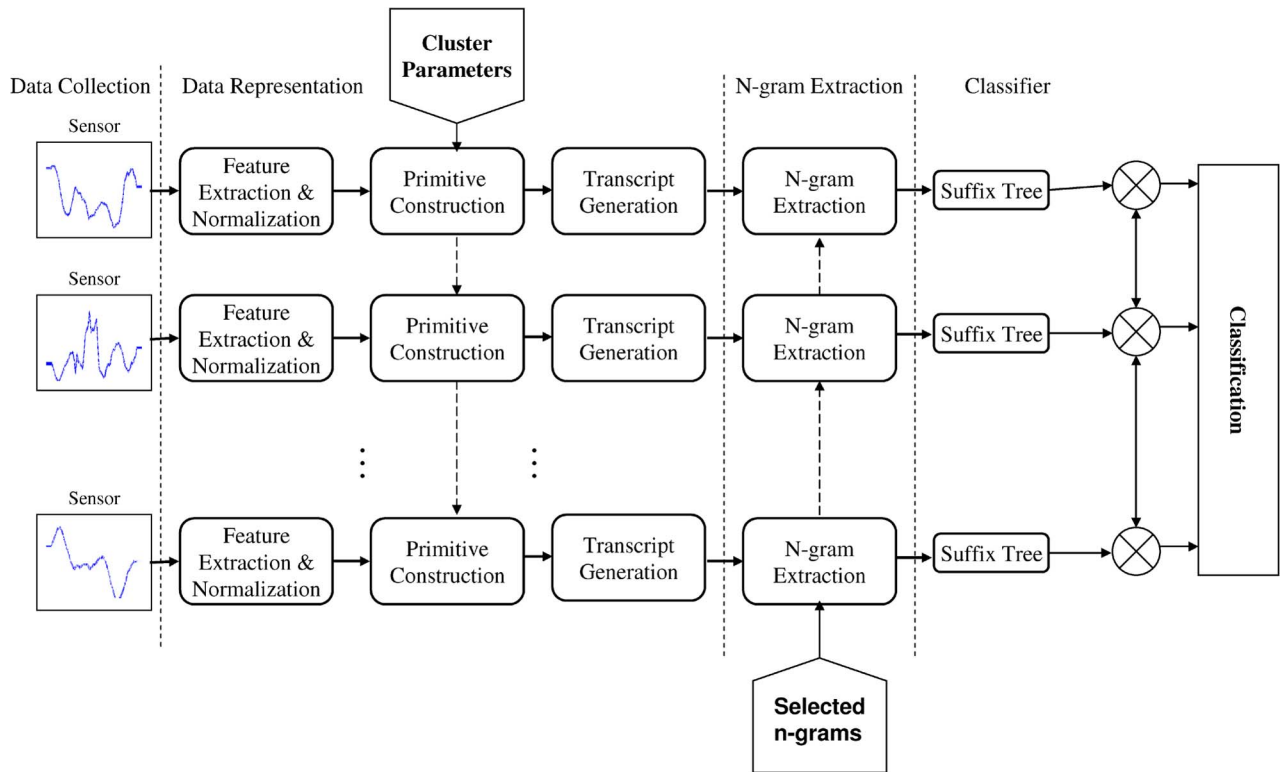 Cluster
Parameters
Data Collection
Data Representation
N-gram Extraction
Classifier
Sensor
Feature
Extraction &
Normalization
Primitive
Construction
Transcript
Generation
N-gram
Extraction
Suffix Tree
Sensor
Feature
Extraction &
Normalization
Primitive
Construction
Transcript
Generation
N-gram
Extraction
Suffix Tree
Classification
Sensor
Feature
Extraction &
Normalization
Primitive
Construction
Transcript
Generation
N-gram
Extraction
Suffix Tree
Selected
n-grams